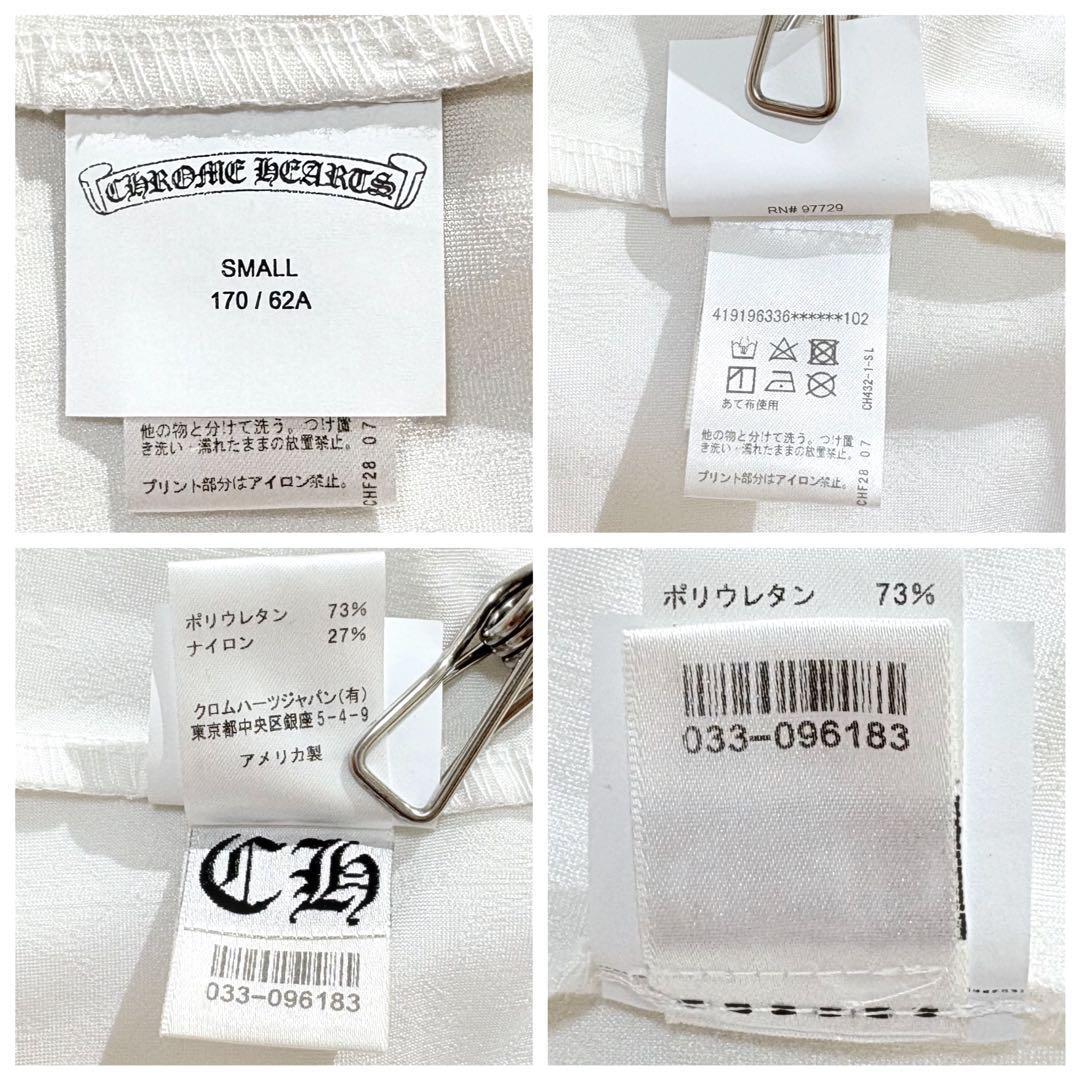 CHROME HEARTS
SMALL
170 / 62A
他の物と分けて洗う。つけ置
き洗い・濡れたままの放置禁止。
プリント部分はアイロン禁止。
CHF28 07
RN# 97729
419196336******102
あて布使用
CH432-1-SL
他の物と分けて洗う。つけ置
き洗い・濡れたままの放置禁止。
プリント部分はアイロン禁止。
CHF28 07
ポリウレタン 73%
ナイロン 27%
クロムハーツジャパン(有)
東京都中央区銀座5-4-9
アメリカ製
CH
033-096183
ポリウレタン 73%
033-096183